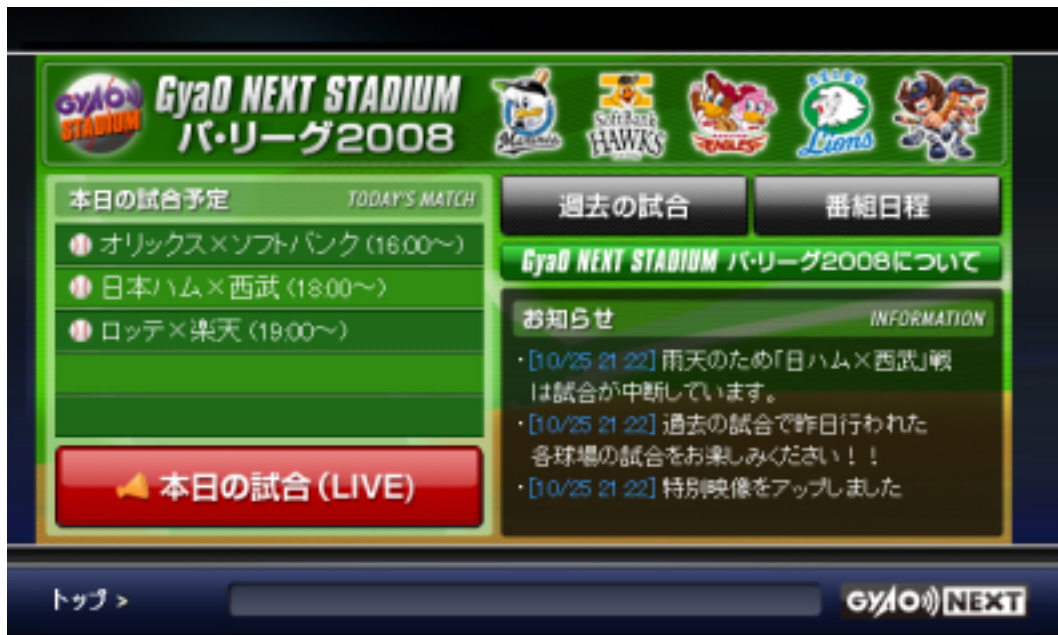 GYAO STADIUM
GyaO NEXT STADIUM
パ・リーグ2008
Marines
SoftBank
HAWKS
EAGLES
SEIBU
Lions
本日の試合予定 TODAY'S MATCH
オリックス×ソフトバンク(16:00〜)
日本ハム×西武(18:00〜)
ロッテ×楽天(19:00〜)
本日の試合(LIVE)
過去の試合 番組日程
GyaO NEXT STADIUM パ・リーグ2008について
お知らせ INFORMATION
・[10/25 21:22] 雨天のため「日ハム×西武」戦
は試合が中断しています。
・[10/25 21:22] 過去の試合で昨日行われた
各球場の試合をお楽しみください！！
・[10/25 21:22] 特別映像をアップしました
トップ >
GYAO NEXT